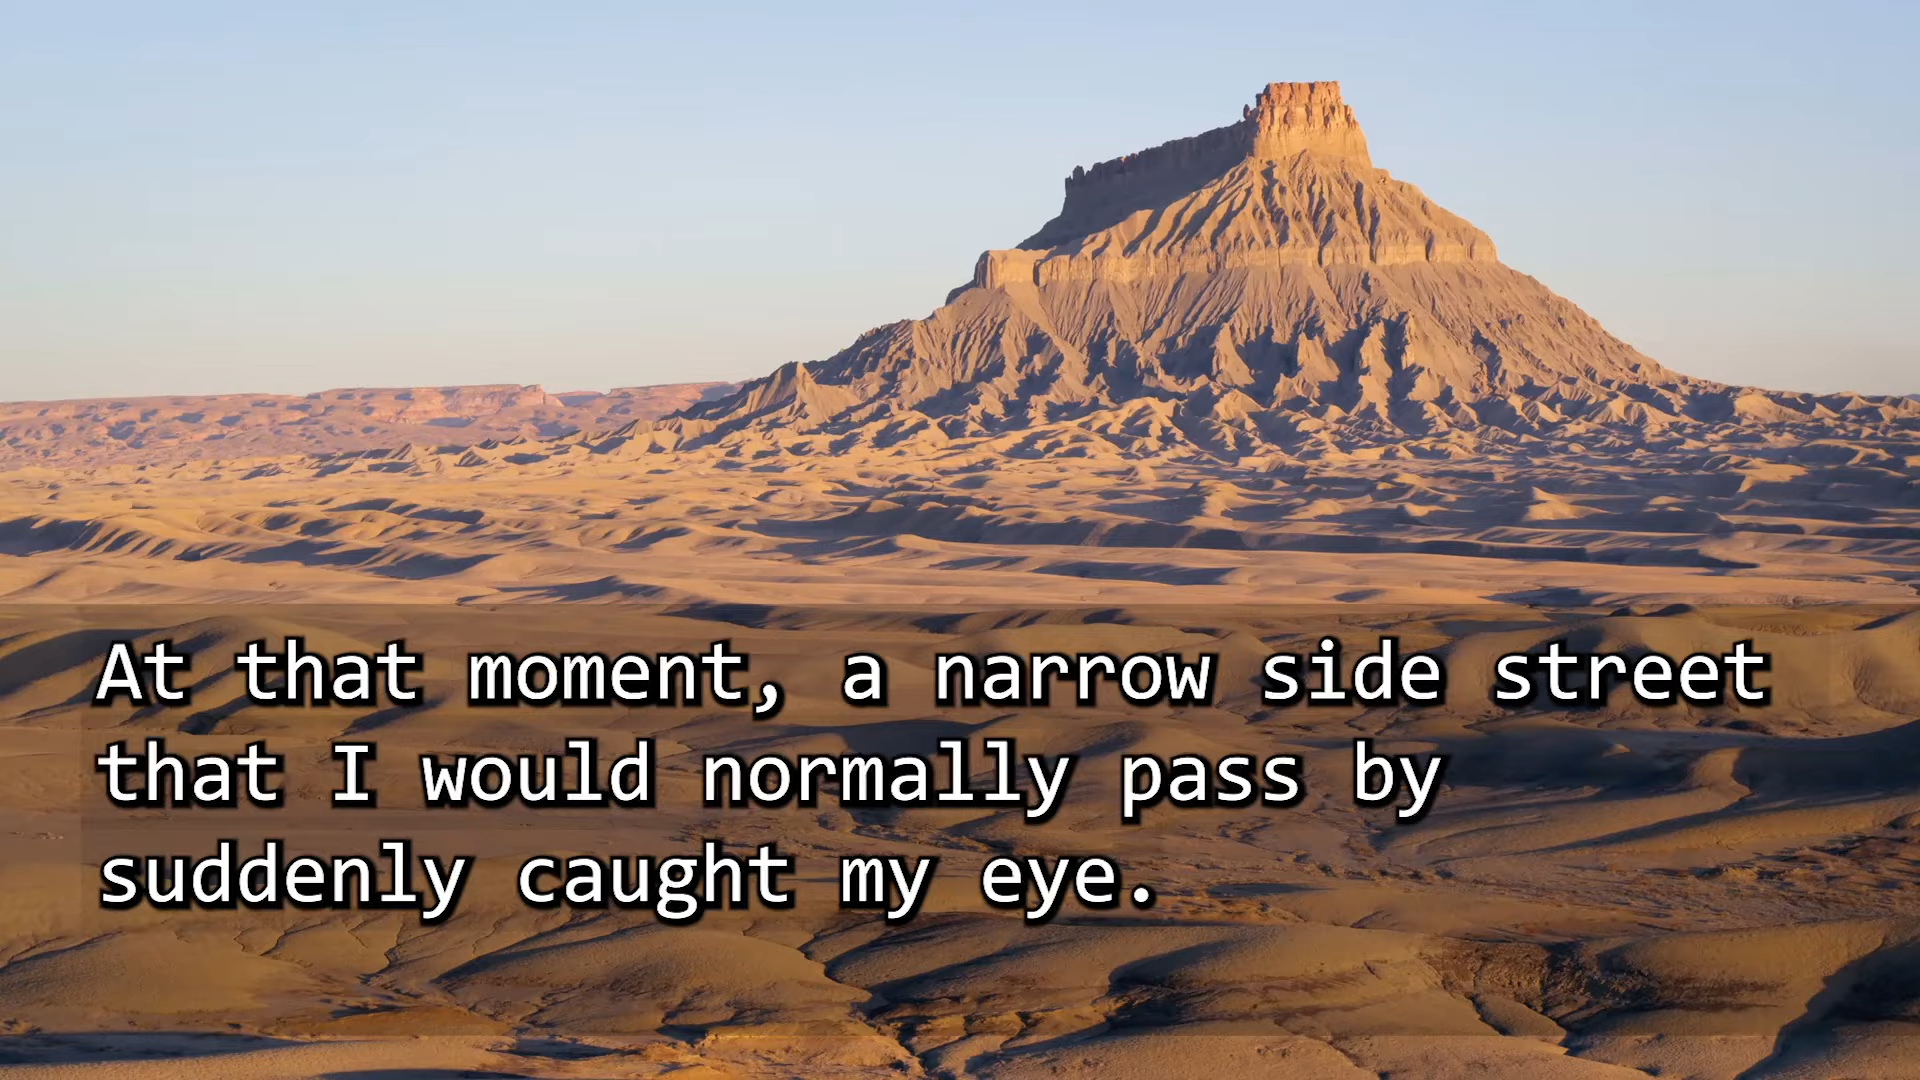 At that moment, a narrow side street
that I would normally pass by
suddenly caught my eye.